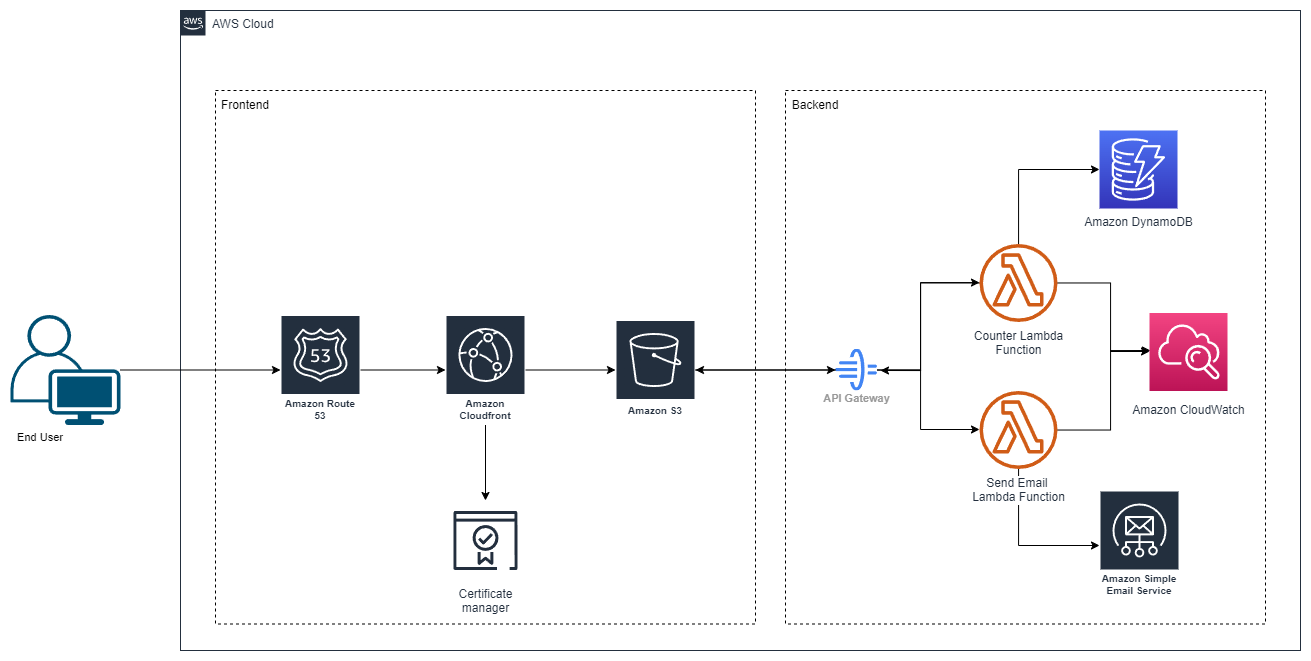 aws
AWS Cloud
Frontend
Backend
Amazon DynamoDB
Counter Lambda
Function
53
Amazon Route
53
Amazon
Cloudfront
Amazon S3
API Gateway
Amazon CloudWatch
End User
Send Email
Lambda Function
Certificate
manager
Amazon Simple
Email Service